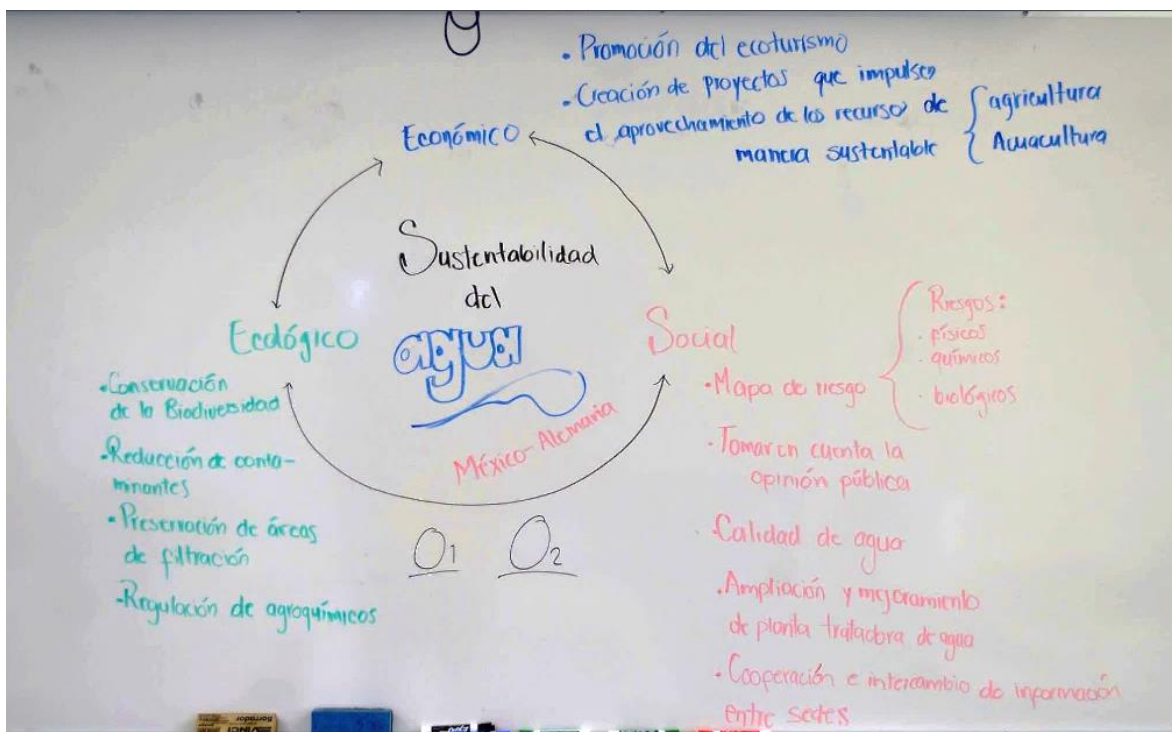 • Promoción del ecoturismo
• Creación de proyectos que impulsen
el aprovechamiento de los recursos de
manera sustentable
agricultura
Acuacultura
Económico
Sustentabilidad
del
agua
México-Alemania
Ecológico
•Conservación
de la Biodiversidad
•Reducción de conta-
minantes
•Preservación de áreas
de filtración
•Regulación de agroquímicos
O1 O2
Social
•Mapa de riesgo
Riesgos:
· físicos
· químicos
· biológicos
•Tomar en cuenta la
opinión pública
•Calidad de agua
•Ampliación y mejoramiento
de planta tratadora de agua
•Cooperación e intercambio de información
entre sedes
Borrador